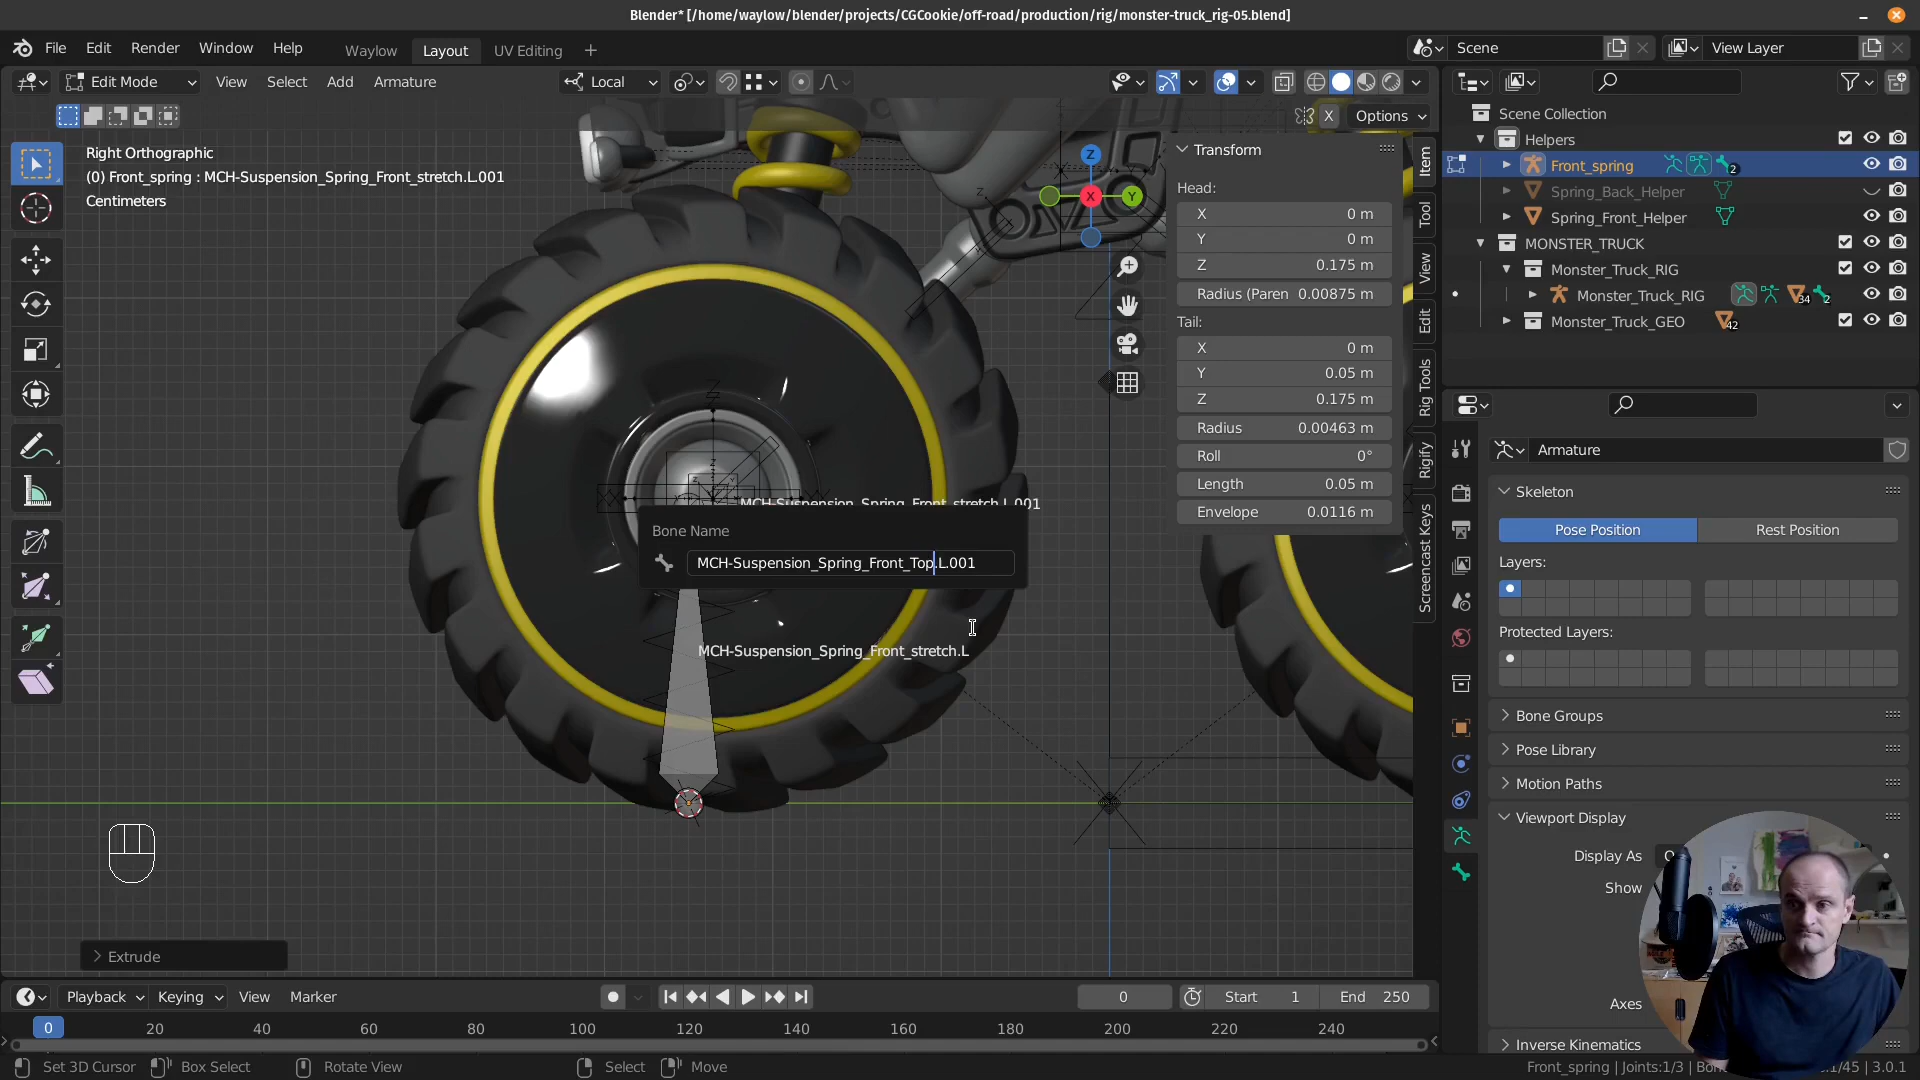 Blender* [/home/waylow/blender/projects/CGCookie/off-road/production/rig/monster-truck_rig-05.blend]
File Edit Render Window Help Waylow Layout UV Editing + Scene View Layer
Edit Mode View Select Add Armature Local
X Options
Right Orthographic
(0) Front_spring : MCH-Suspension_Spring_Front_stretch.L.001
Centimeters
Z
X
Y
Transform
Head:
X 0 m
Y 0 m
Z 0.175 m
Radius (Paren 0.00875 m
Tail:
X 0 m
Y 0.05 m
Z 0.175 m
Radius 0.00463 m
Roll 0°
Length 0.05 m
Envelope 0.0116 m
Item
Tool
View
Edit
Rig Tools
Rigify
Screencast Keys
MCH-Suspension_Spring_Front_stretch.L.001
Bone Name
MCH-Suspension_Spring_Front_Top.L.001
MCH-Suspension_Spring_Front_stretch.L
Extrude
Scene Collection
Helpers
Front_spring 2
Spring_Back_Helper
Spring_Front_Helper
MONSTER_TRUCK
Monster_Truck_RIG
Monster_Truck_RIG 34 2
Monster_Truck_GEO 42
Armature
Skeleton
Pose Position Rest Position
Layers:
Protected Layers:
Bone Groups
Pose Library
Motion Paths
Viewport Display
Display As
Show
Axes
Inverse Kinematics
Playback Keying View Marker 0 Start 1 End 250
0 20 40 60 80 100 120 140 160 180 200 220 240
Set 3D Cursor Box Select Rotate View Select Move Front_spring | Joints:1/3 | 1/45 | 3.0.1